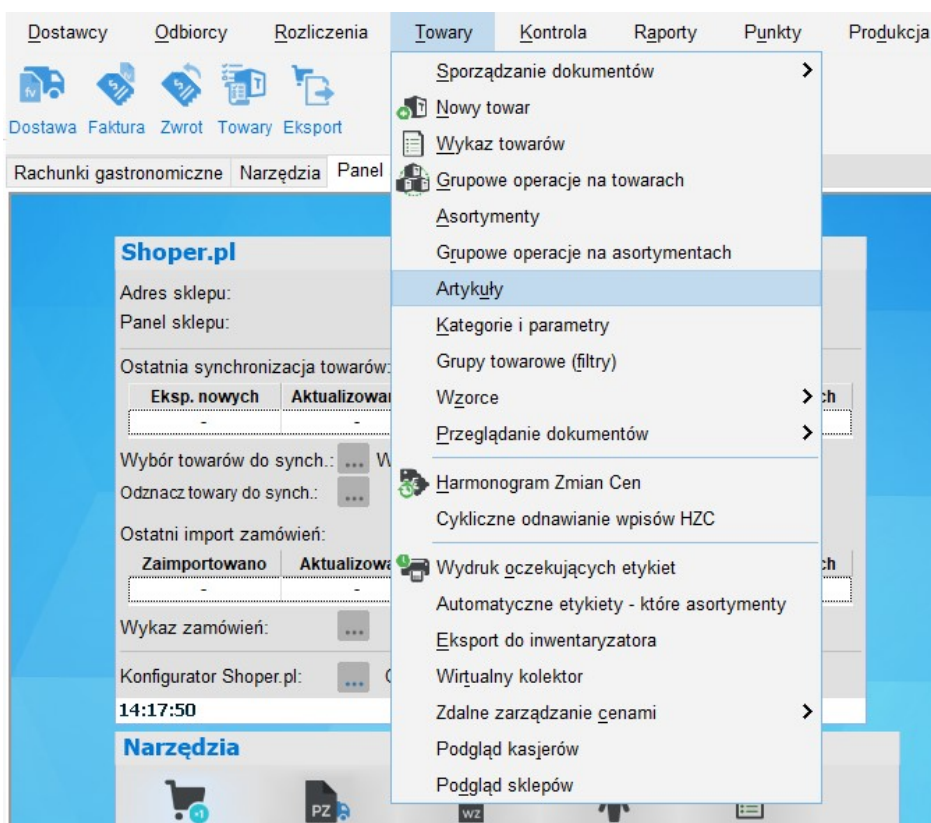 Dostawcy Odbiorcy Rozliczenia Towary Kontrola Raporty Punkty Produkcja
fv
Dostawa Faktura Zwrot Towary Eksport
Rachunki gastronomiczne Narzędzia Panel
Sporządzanie dokumentów
Nowy towar
Wykaz towarów
Grupowe operacje na towarach
Asortymenty
Grupowe operacje na asortymentach
Artykuły
Kategorie i parametry
Grupy towarowe (filtry)
Wzorce
Przeglądanie dokumentów
Harmonogram Zmian Cen
Cykliczne odnawianie wpisów HZC
Wydruk oczekujących etykiet
Automatyczne etykiety - które asortymenty
Eksport do inwentaryzatora
Wirtualny kolektor
Zdalne zarządzanie cenami
Podgląd kasjerów
Podgląd sklepów
Shoper.pl
Adres sklepu:
Panel sklepu:
Ostatnia synchronizacja towarów:
Eksp. nowych Aktualizowa ch
- -
Wybór towarów do synch.: ... W
Odznacz towary do synch.: ...
Ostatni import zamówień:
Zaimportowano Aktualizowa ch
- -
Wykaz zamówień: ...
Konfigurator Shoper.pl: ...
14:17:50
Narzędzia
PZ WZ